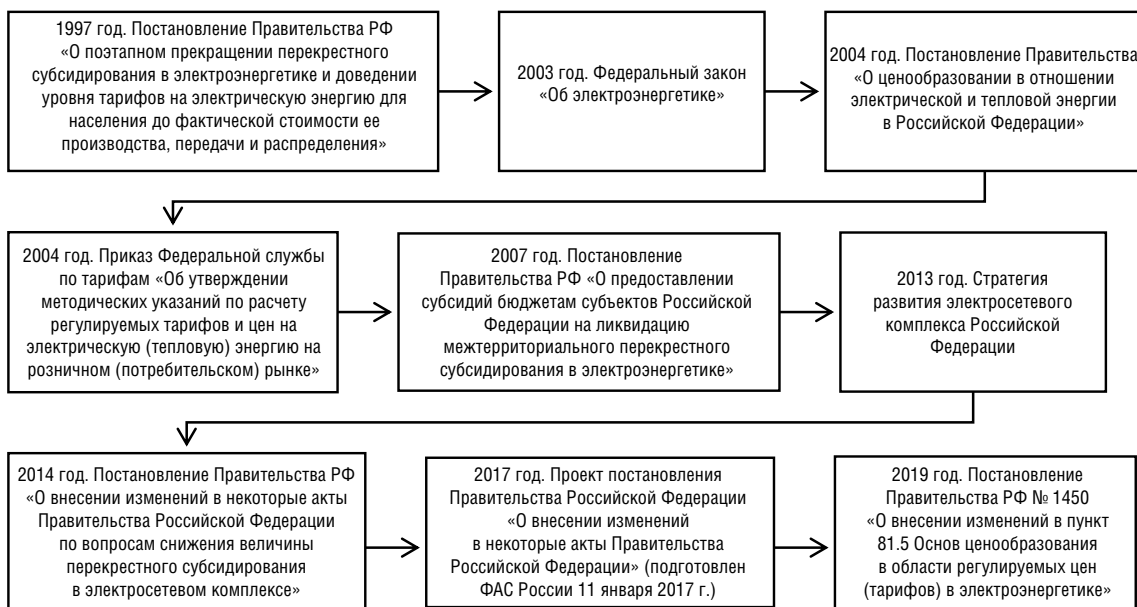 1997 год. Постановление Правительства РФ
«О поэтапном прекращении перекрестного
субсидирования в электроэнергетике и доведении
уровня тарифов на электрическую энергию для
населения до фактической стоимости ее
производства, передачи и распределения»
2003 год. Федеральный закон
«Об электроэнергетике»
2004 год. Постановление Правительства
«О ценообразовании в отношении
электрической и тепловой энергии
в Российской Федерации»
2004 год. Приказ Федеральной службы
по тарифам «Об утверждении
методических указаний по расчету
регулируемых тарифов и цен на
электрическую (тепловую) энергию на
розничном (потребительском) рынке»
2007 год. Постановление
Правительства РФ «О предоставлении
субсидий бюджетам субъектов Российской
Федерации на ликвидацию
межтерриториального перекрестного
субсидирования в электроэнергетике»
2013 год. Стратегия
развития электросетевого
комплекса Российской
Федерации
2014 год. Постановление Правительства РФ
«О внесении изменений в некоторые акты
Правительства Российской Федерации
по вопросам снижения величины
перекрестного субсидирования
в электросетевом комплексе»
2017 год. Проект постановления
Правительства Российской Федерации
«О внесении изменений
в некоторые акты Правительства
Российской Федерации» (подготовлен
ФАС России 11 января 2017 г.)
2019 год. Постановление
Правительства РФ № 1450
«О внесении изменений в пункт
81.5 Основ ценообразования
в области регулируемых цен
(тарифов) в электроэнергетике»